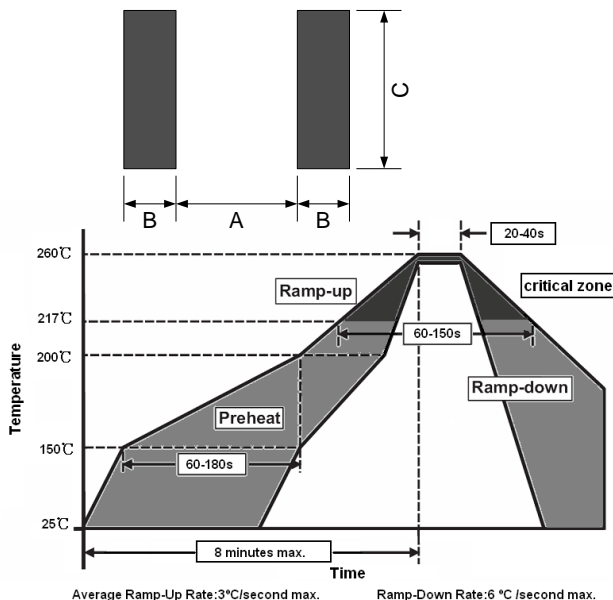 C
B
A
B
20-40s
260℃
Ramp-up
critical zone
217℃
60-150s
200℃
Temperature
Ramp-down
Preheat
150℃
60-180s
25℃
8 minutes max.
Time
Average Ramp-Up Rate:3℃/second max.
Ramp-Down Rate:6 ℃ /second max.